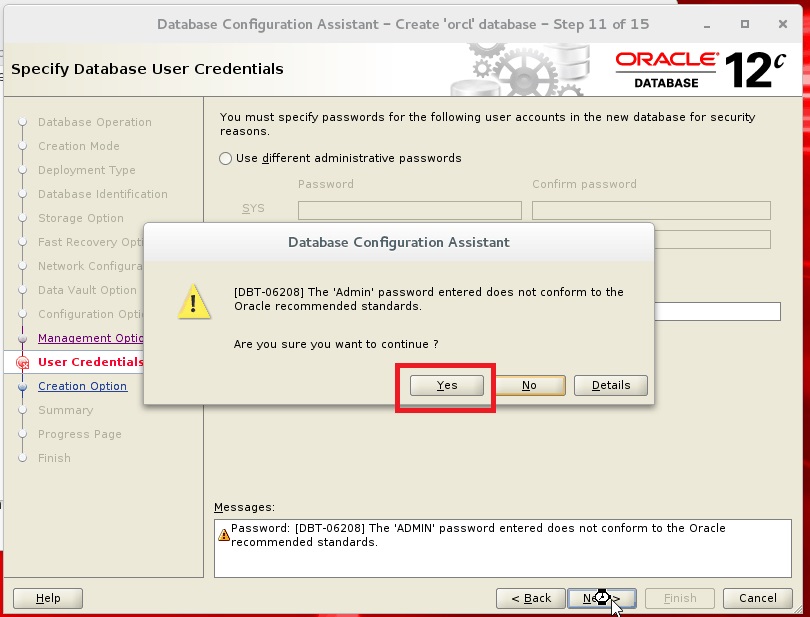 Database Configuration Assistant – Create 'orcl' database – Step 11 of 15
Specify Database User Credentials
ORACLE
DATABASE
12c
Database Operation
Creation Mode
Deployment Type
Database Identification
Storage Option
Fast Recovery
Network
Data Vault Option
Configuration
Management
User Credentials
Creation Option
Summary
Progress Page
Finish
You must specify passwords for the following user accounts in the new database for security
reasons.
Use different administrative passwords
Password Confirm password
SYS
Database Configuration Assistant
[DBT-06208] The 'Admin' password entered does not conform to the
Oracle recommended standards.
Are you sure you want to continue ?
Yes No Details
Messages:
Password: [DBT-06208] The 'ADMIN' password entered does not conform to the Oracle
recommended standards.
Help < Back Finish Cancel